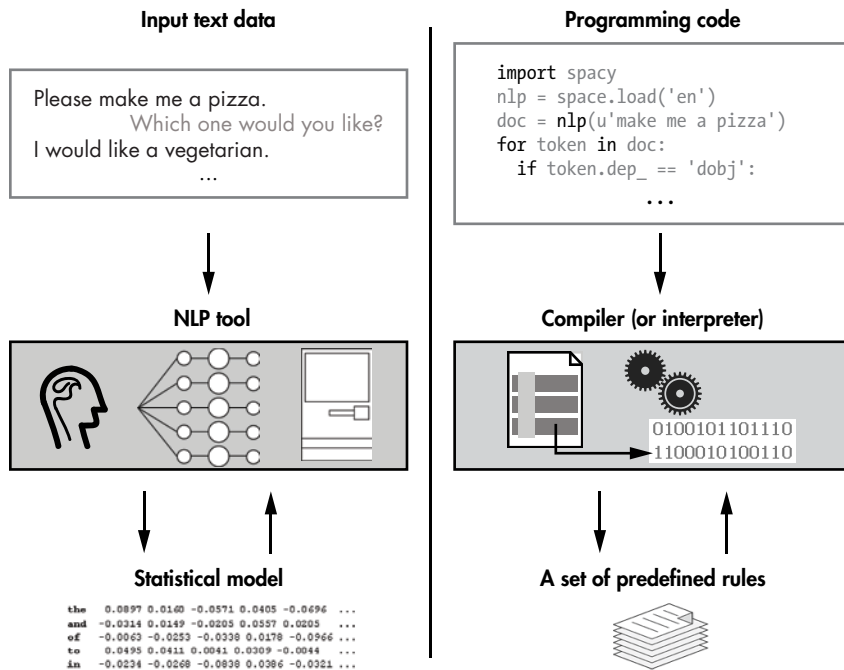 Input text data
Please make me a pizza.
Which one would you like?
I would like a vegetarian.
...
NLP tool
Statistical model
the 0.0897 0.0160 -0.0571 0.0405 -0.0696 ...
and -0.0314 0.0149 -0.0205 0.0557 0.0205 ...
of -0.0063 -0.0253 -0.0338 0.0178 -0.0966 ...
to 0.0495 0.0411 0.0041 0.0309 -0.0044 ...
in -0.0234 -0.0268 -0.0838 0.0386 -0.0321 ...
Programming code
import spacy
nlp = space.load('en')
doc = nlp(u'make me a pizza')
for token in doc:
if token.dep_ == 'dobj':
...
Compiler (or interpreter)
0100101101110
1100010100110
A set of predefined rules